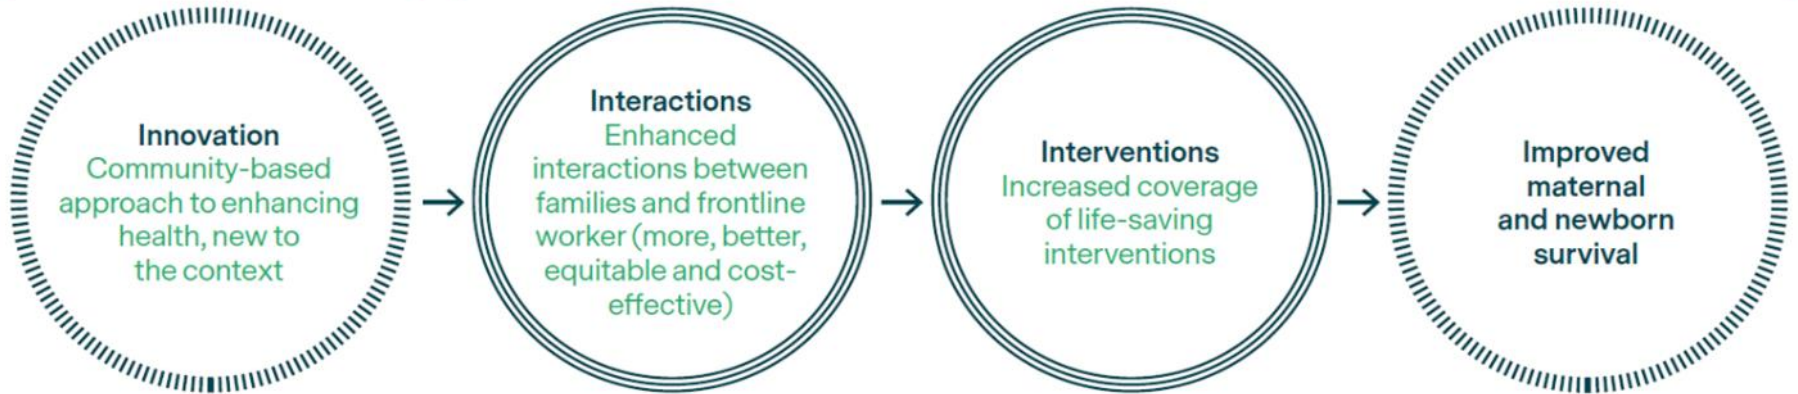 Innovation
Community-based
approach to enhancing
health, new to
the context
Interactions
Enhanced
interactions between
families and frontline
worker (more, better,
equitable and cost-
effective)
Interventions
Increased coverage
of life-saving
interventions
Improved
maternal
and newborn
survival